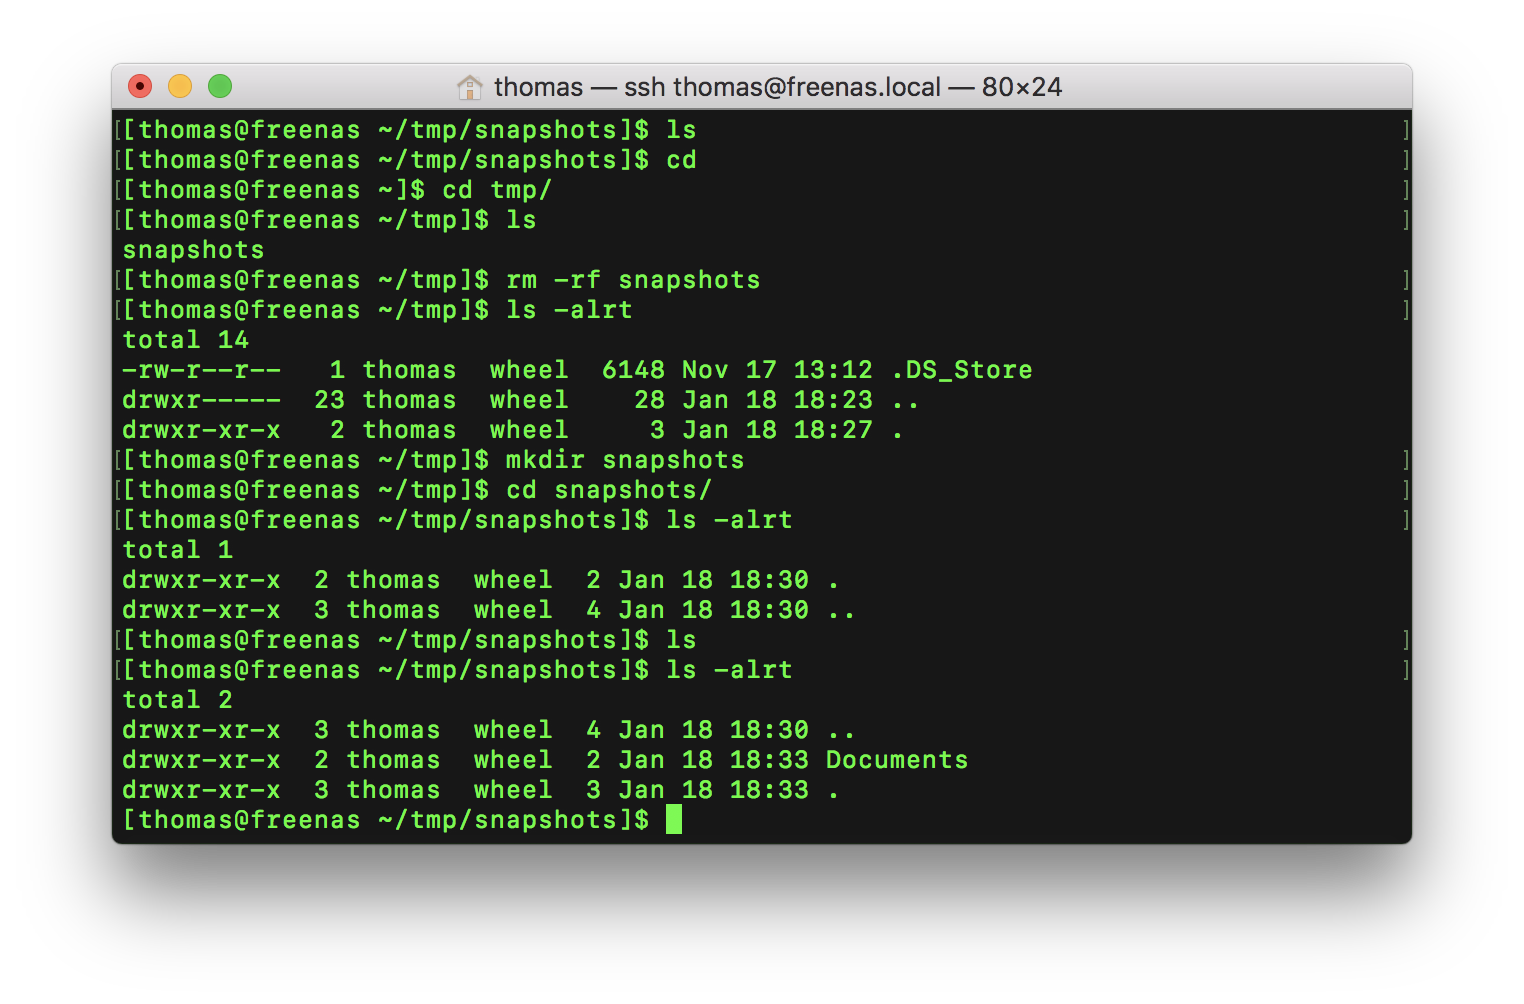 thomas — ssh thomas@freenas.local — 80×24
[[thomas@freenas ~/tmp/snapshots]$ ls ]
[[thomas@freenas ~/tmp/snapshots]$ cd ]
[[thomas@freenas ~]$ cd tmp/ ]
[[thomas@freenas ~/tmp]$ ls ]
snapshots
[[thomas@freenas ~/tmp]$ rm -rf snapshots ]
[[thomas@freenas ~/tmp]$ ls -alrt ]
total 14
-rw-r--r--   1 thomas  wheel  6148 Nov 17 13:12 .DS_Store
drwxr-----  23 thomas  wheel    28 Jan 18 18:23 ..
drwxr-xr-x   2 thomas  wheel     3 Jan 18 18:27 .
[[thomas@freenas ~/tmp]$ mkdir snapshots ]
[[thomas@freenas ~/tmp]$ cd snapshots/ ]
[[thomas@freenas ~/tmp/snapshots]$ ls -alrt ]
total 1
drwxr-xr-x  2 thomas  wheel  2 Jan 18 18:30 .
drwxr-xr-x  3 thomas  wheel  4 Jan 18 18:30 ..
[[thomas@freenas ~/tmp/snapshots]$ ls ]
[[thomas@freenas ~/tmp/snapshots]$ ls -alrt ]
total 2
drwxr-xr-x  3 thomas  wheel  4 Jan 18 18:30 ..
drwxr-xr-x  2 thomas  wheel  2 Jan 18 18:33 Documents
drwxr-xr-x  3 thomas  wheel  3 Jan 18 18:33 .
[thomas@freenas ~/tmp/snapshots]$